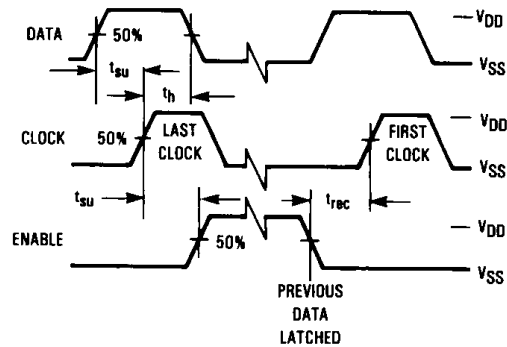 DATA 50% VDD
tsu VSS
th
CLOCK 50% LAST CLOCK FIRST CLOCK VDD
VSS
tsu trec
ENABLE 50% VDD
VSS
PREVIOUS
DATA
LATCHED